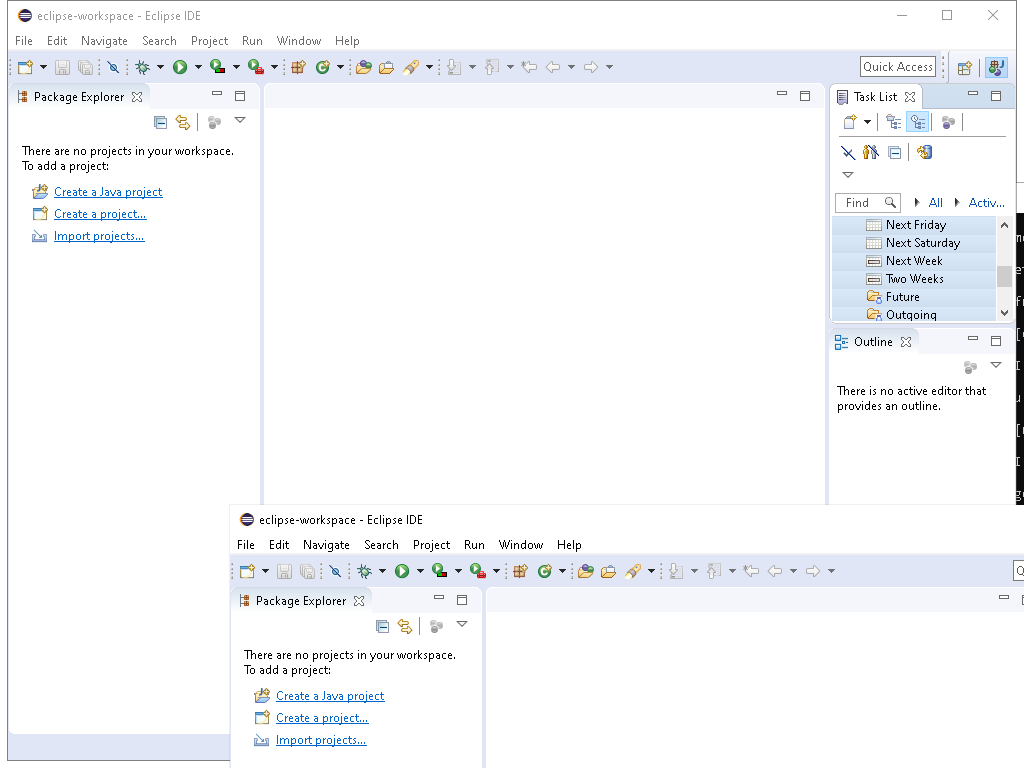 eclipse-workspace - Eclipse IDE
File Edit Navigate Search Project Run Window Help
Quick Access
Package Explorer
There are no projects in your workspace.
To add a project:
Create a Java project
Create a project...
Import projects...
Task List
Find All Activ...
Next Friday
Next Saturday
Next Week
Two Weeks
Future
Outgoing
Outline
There is no active editor that
provides an outline.
eclipse-workspace - Eclipse IDE
File Edit Navigate Search Project Run Window Help
Package Explorer
There are no projects in your workspace.
To add a project:
Create a Java project
Create a project...
Import projects...